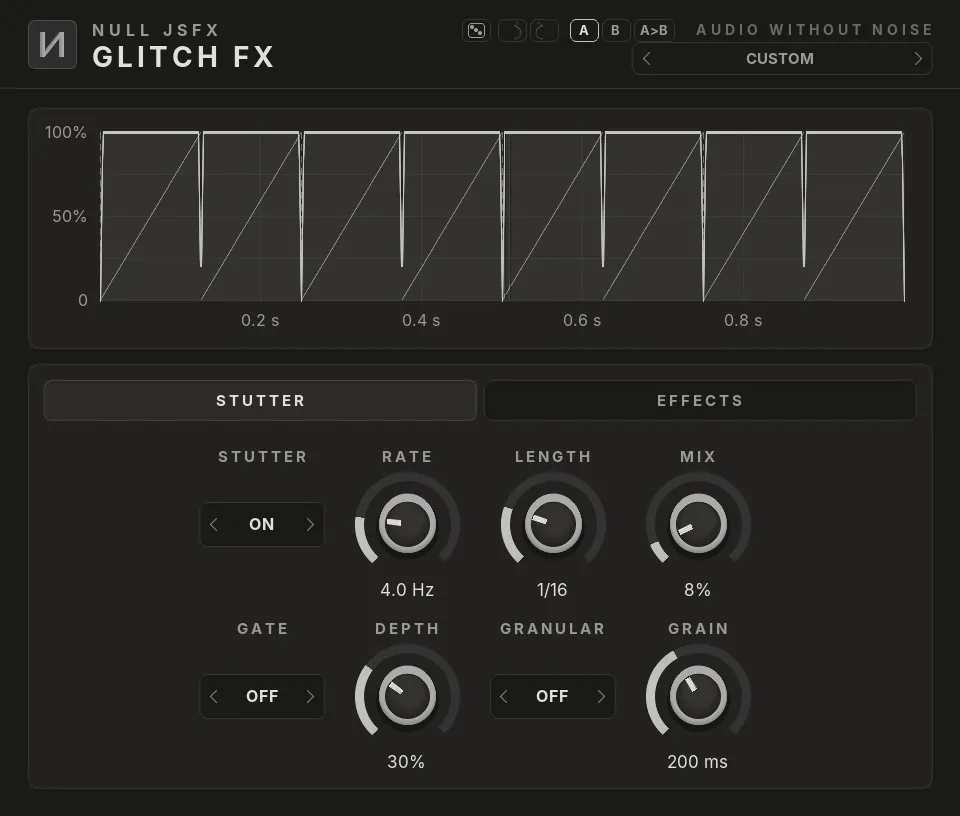 NULL JSFX
GLITCH FX
A B A>B
AUDIO WITHOUT NOISE
CUSTOM
100%
50%
0
0.2 s 0.4 s 0.6 s 0.8 s
STUTTER EFFECTS
STUTTER RATE LENGTH MIX
ON
4.0 Hz 1/16 8%
GATE DEPTH GRANULAR GRAIN
OFF OFF
30% 200 ms